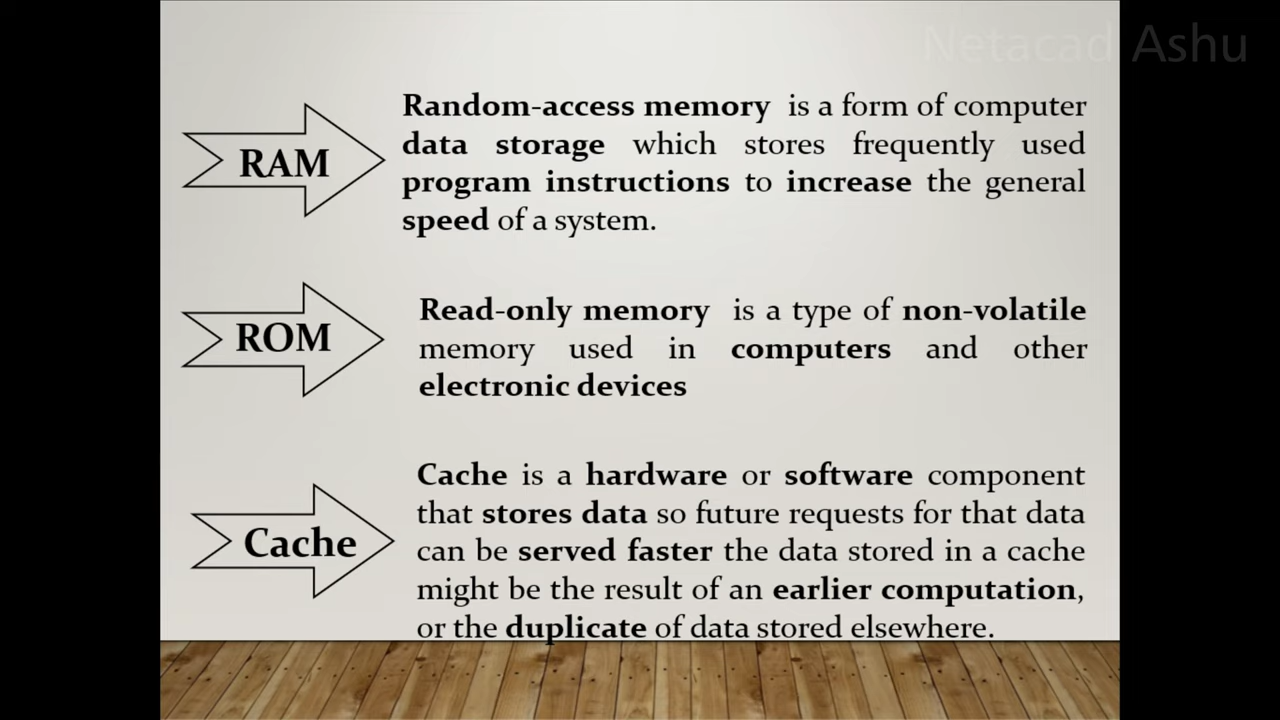 Netacad Ashu
RAM
Random-access memory is a form of computer
data storage which stores frequently used
program instructions to increase the general
speed of a system.
ROM
Read-only memory is a type of non-volatile
memory used in computers and other
electronic devices
Cache
Cache is a hardware or software component
that stores data so future requests for that data
can be served faster the data stored in a cache
might be the result of an earlier computation,
or the duplicate of data stored elsewhere.